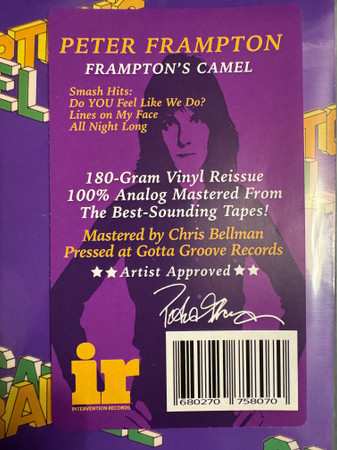 PETER FRAMPTON
FRAMPTON'S CAMEL
Smash Hits:
Do YOU Feel Like We Do?
Lines on My Face
All Night Long
180-Gram Vinyl Reissue
100% Analog Mastered From
The Best-Sounding Tapes!
Mastered by Chris Bellman
Pressed at Gotta Groove Records
★★Artist Approved★★
ir
INTERVENTION RECORDS
680270 758070